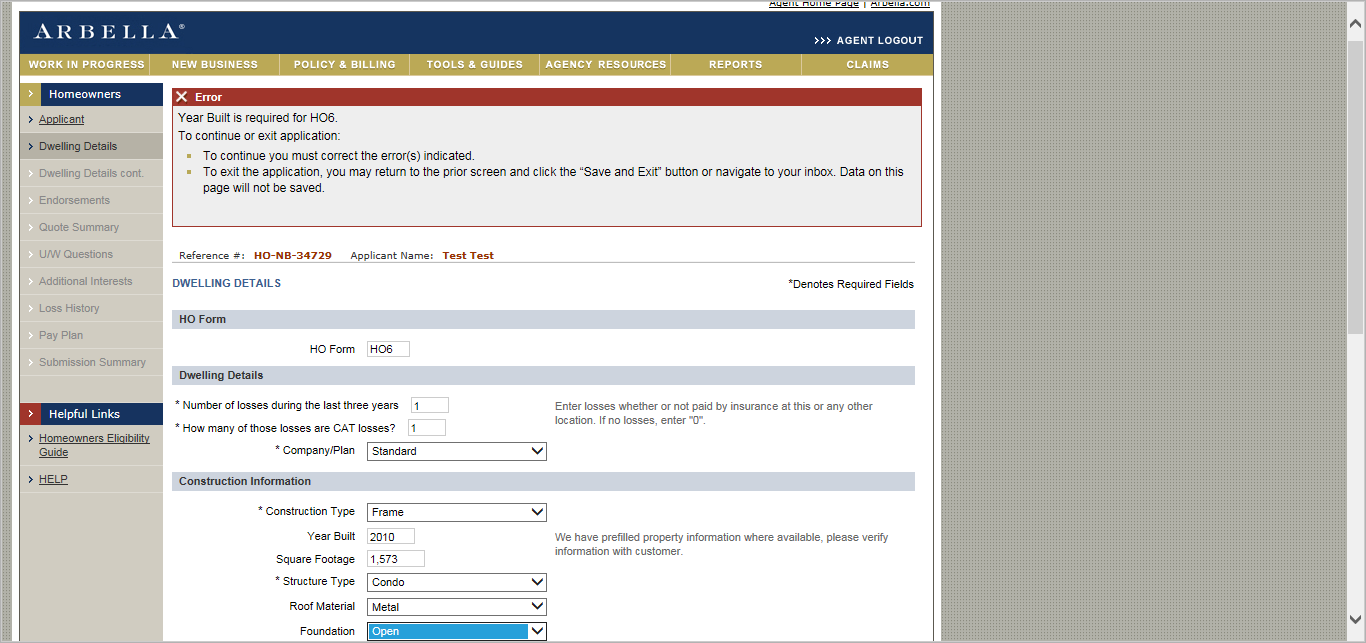 Agent Home Page | Arbella.com
ARBELLA®
>>> AGENT LOGOUT
WORK IN PROGRESS NEW BUSINESS POLICY & BILLING TOOLS & GUIDES AGENCY RESOURCES REPORTS CLAIMS
Homeowners
Applicant
Dwelling Details
Dwelling Details cont.
Endorsements
Quote Summary
U/W Questions
Additional Interests
Loss History
Pay Plan
Submission Summary
Helpful Links
Homeowners Eligibility
Guide
HELP
Error
Year Built is required for HO6.
To continue or exit application:
To continue you must correct the error(s) indicated.
To exit the application, you may return to the prior screen and click the “Save and Exit” button or navigate to your inbox. Data on this
page will not be saved.
Reference #: HO-NB-34729 Applicant Name: Test Test
DWELLING DETAILS
*Denotes Required Fields
HO Form
HO Form HO6
Dwelling Details
* Number of losses during the last three years 1
Enter losses whether or not paid by insurance at this or any other
location. If no losses, enter "0".
* How many of those losses are CAT losses? 1
* Company/Plan Standard
Construction Information
* Construction Type Frame
Year Built 2010
We have prefilled property information where available, please verify
information with customer.
Square Footage 1,573
* Structure Type Condo
Roof Material Metal
Foundation Open